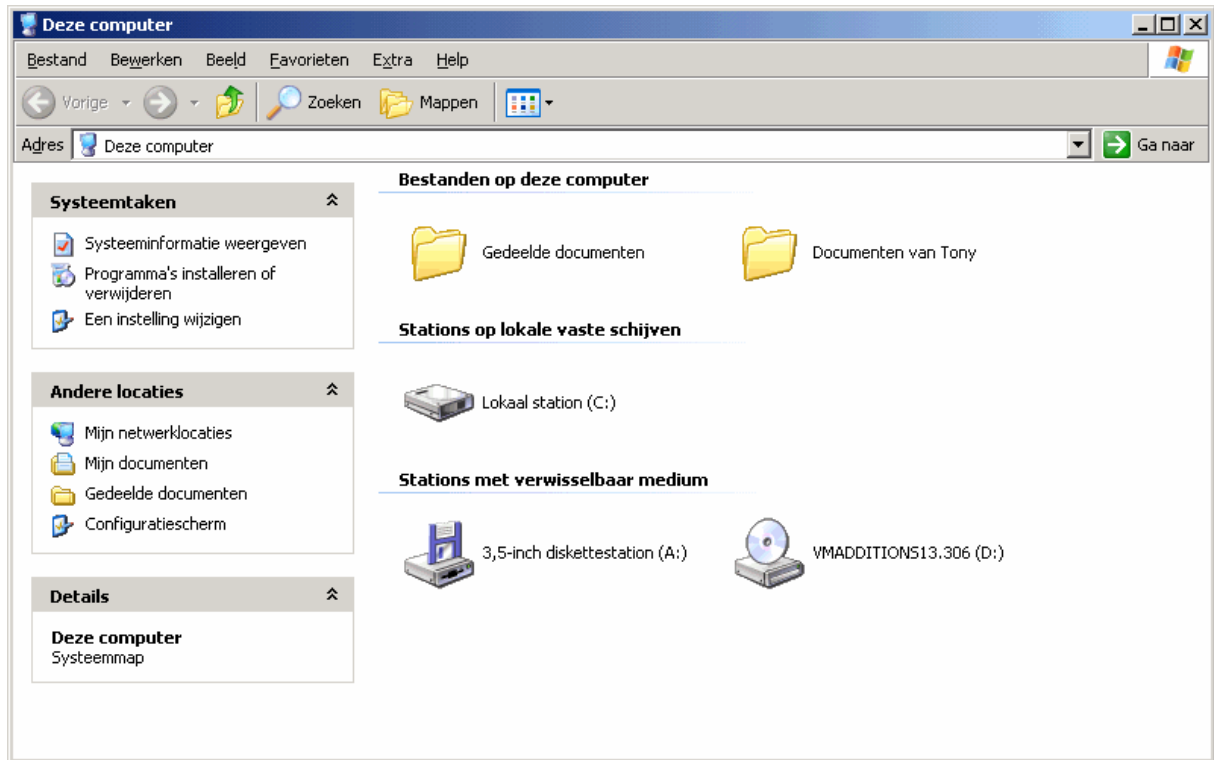 Deze computer
Bestand Bewerken Beeld Favorieten Extra Help
Vorige Zoeken Mappen
Adres Deze computer Ga naar
Systeemtaken
Systeeminformatie weergeven
Programma's installeren of
verwijderen
Een instelling wijzigen
Andere locaties
Mijn netwerklocaties
Mijn documenten
Gedeelde documenten
Configuratiescherm
Details
Deze computer
Systeemmap
Bestanden op deze computer
Gedeelde documenten Documenten van Tony
Stations op lokale vaste schijven
Lokaal station (C:)
Stations met verwisselbaar medium
3,5-inch diskettestation (A:) VMADDITIONS13.306 (D:)